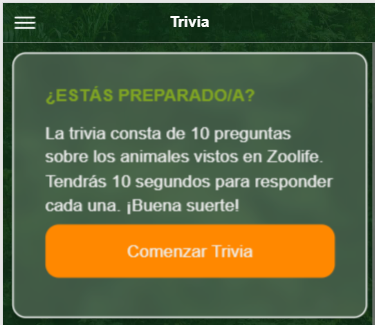 Trivia
¿ESTÁS PREPARADO/A?
La trivia consta de 10 preguntas
sobre los animales vistos en Zoolife.
Tendrás 10 segundos para responder
cada una. ¡Buena suerte!
Comenzar Trivia